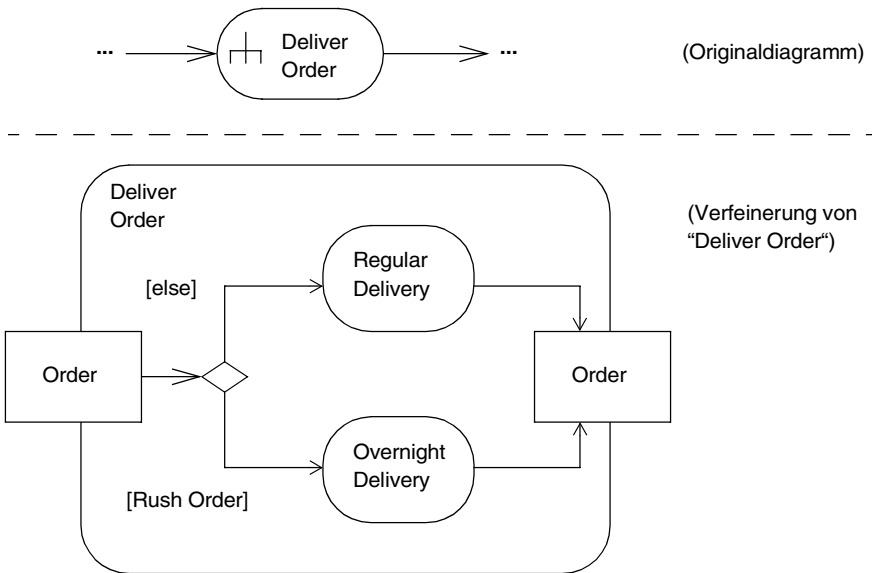 ...
Deliver
Order
...
(Originaldiagramm)
Deliver
Order
(Verfeinerung von
“Deliver Order“)
Regular
Delivery
[else]
Order
Order
Overnight
Delivery
[Rush Order]